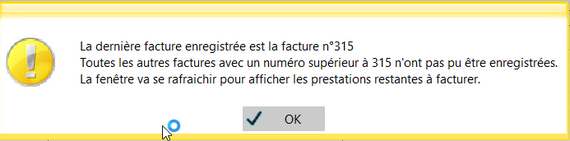 La dernière facture enregistrée est la facture n°315
Toutes les autres factures avec un numéro supérieur à 315 n'ont pas pu être enregistrées.
La fenêtre va se rafraichir pour afficher les prestations restantes à facturer.
OK